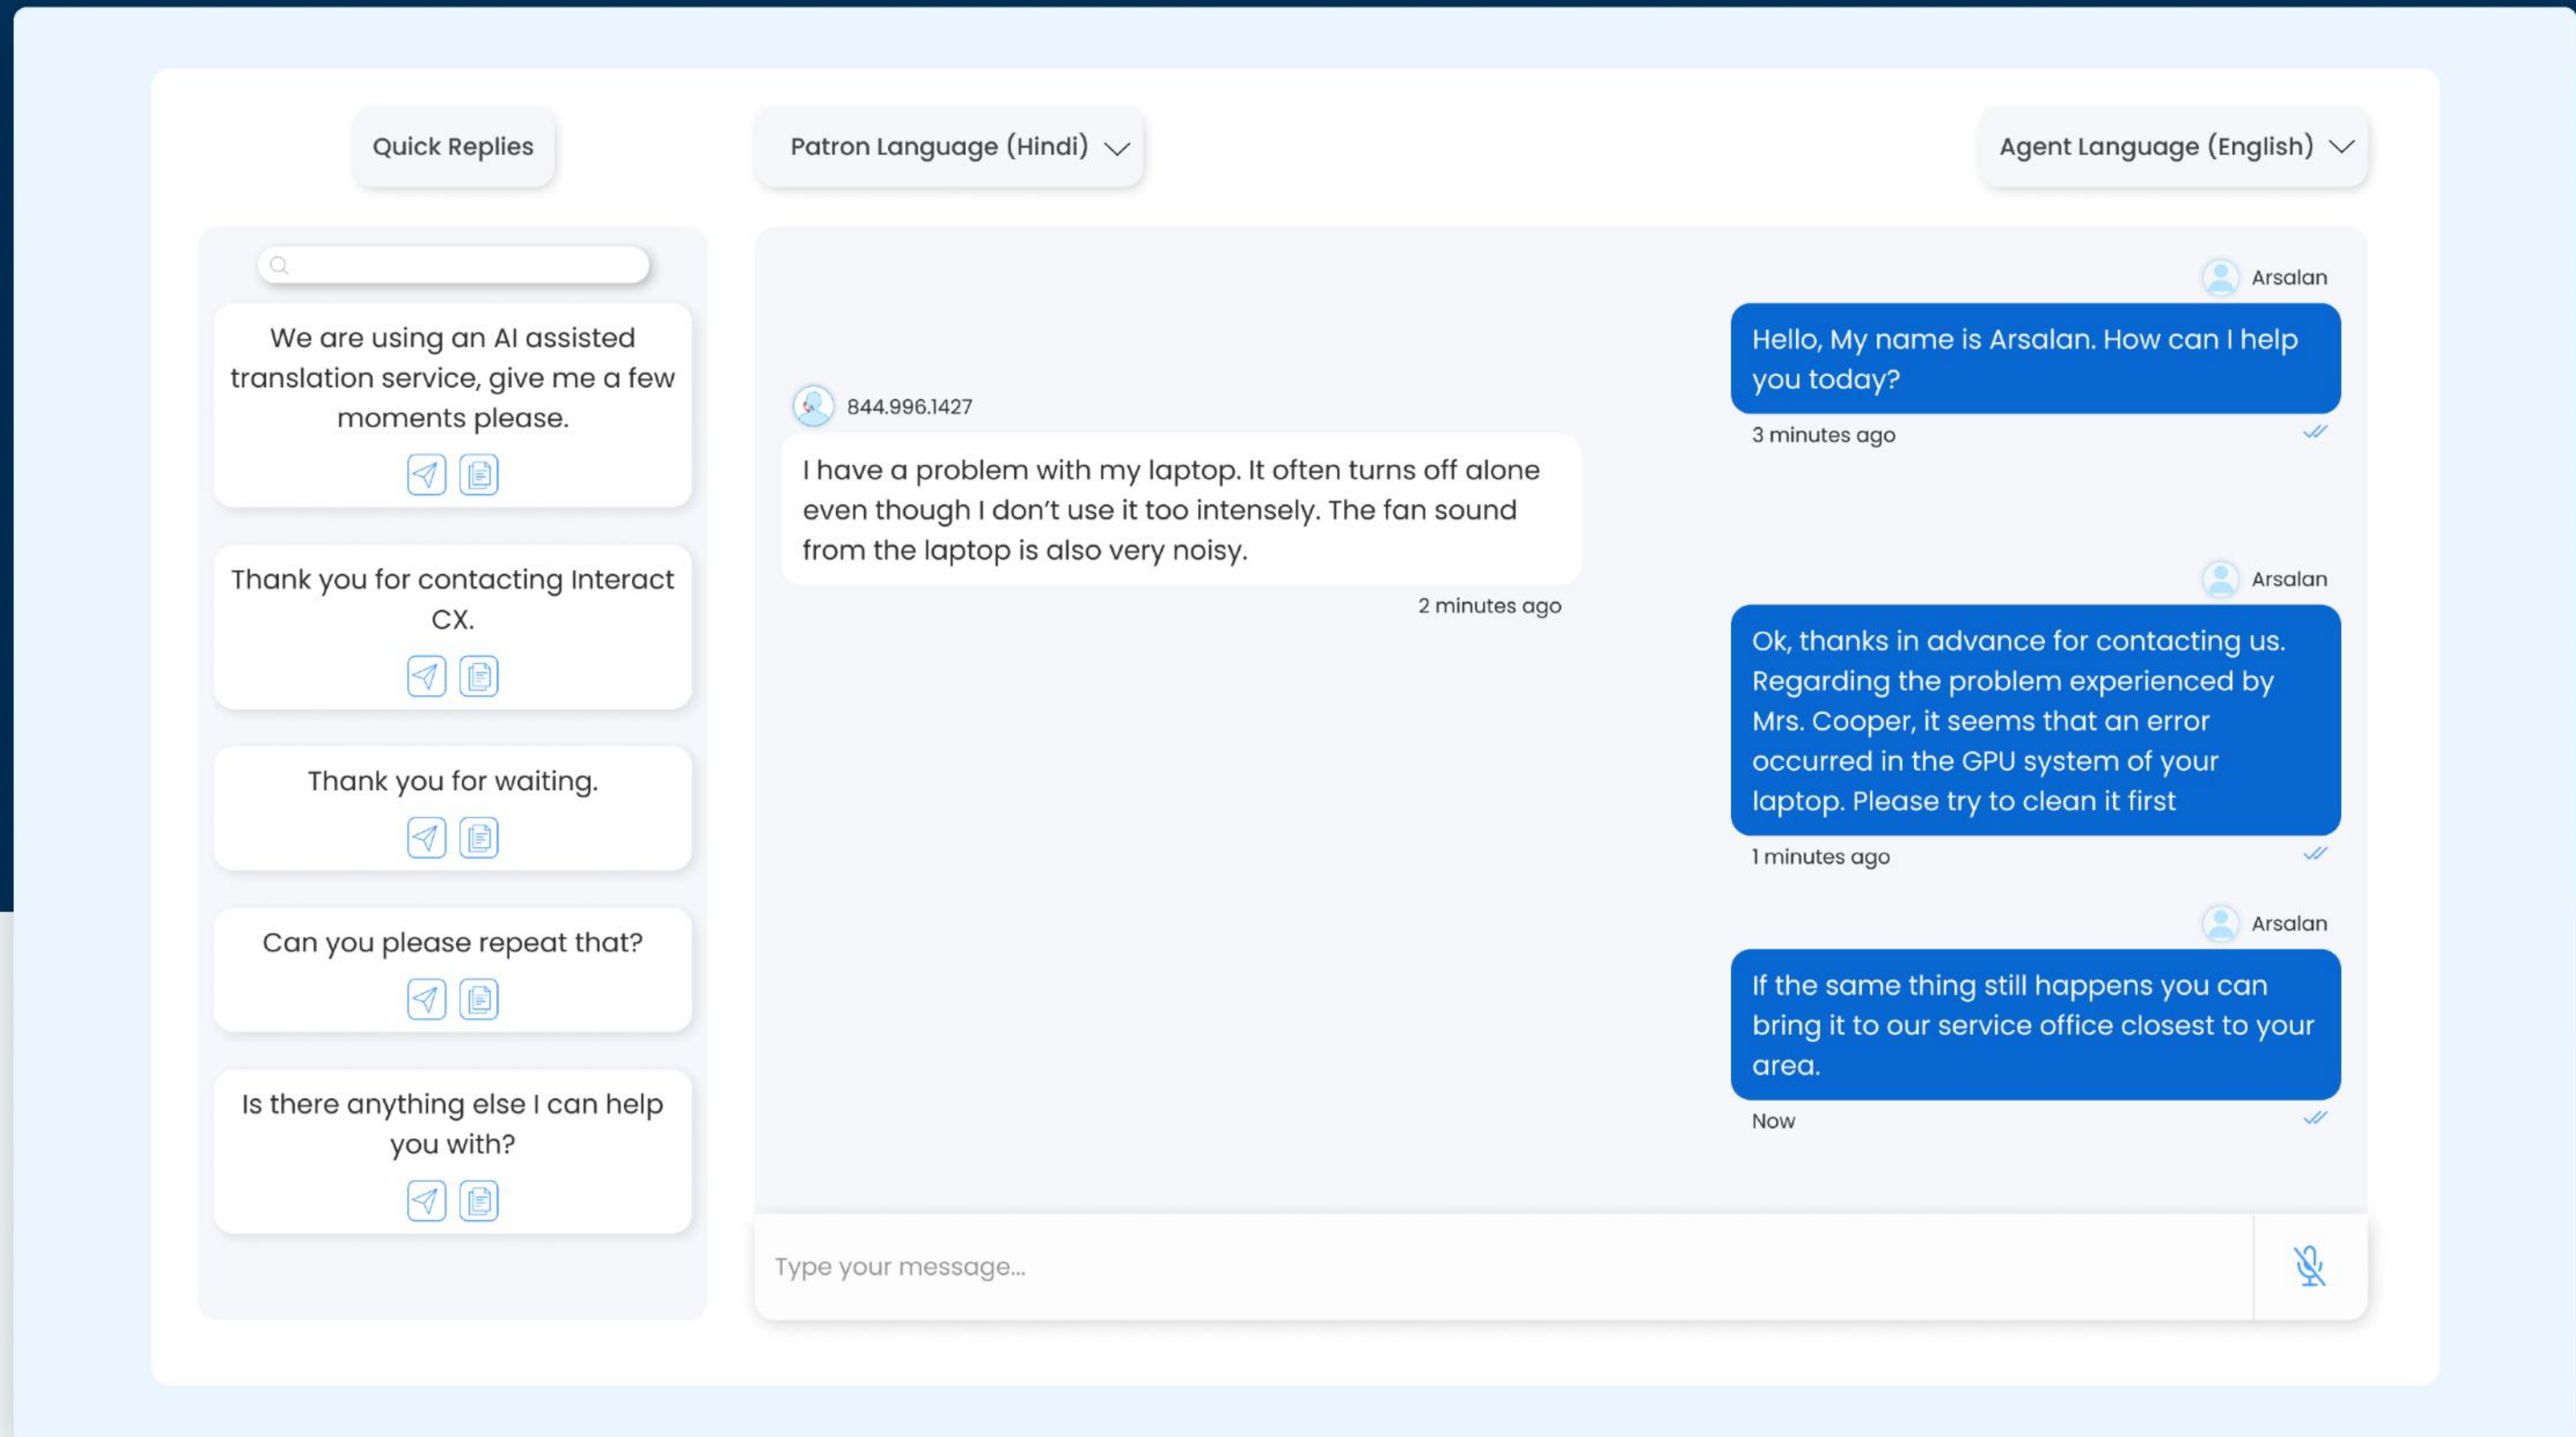 Quick Replies
Patron Language (Hindi)
Agent Language (English)
We are using an AI assisted
translation service, give me a few
moments please.
Thank you for contacting Interact
CX.
Thank you for waiting.
Can you please repeat that?
Is there anything else I can help
you with?
Arsalan
Hello, My name is Arsalan. How can I help
you today?
3 minutes ago
844.996.1427
I have a problem with my laptop. It often turns off alone
even though I don't use it too intensely. The fan sound
from the laptop is also very noisy.
2 minutes ago
Arsalan
Ok, thanks in advance for contacting us.
Regarding the problem experienced by
Mrs. Cooper, it seems that an error
occurred in the GPU system of your
laptop. Please try to clean it first
1 minutes ago
Arsalan
If the same thing still happens you can
bring it to our service office closest to your
area.
Now
Type your message...